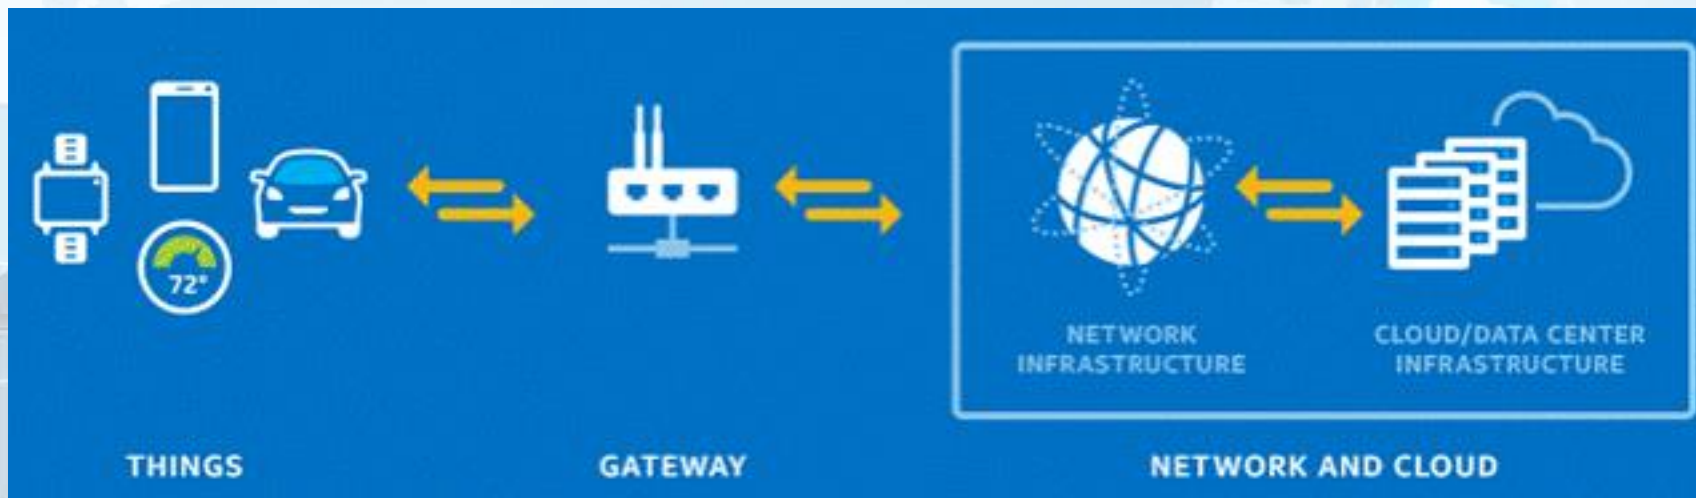 72°
NETWORK
INFRASTRUCTURE
CLOUD/DATA CENTER
INFRASTRUCTURE
THINGS
GATEWAY
NETWORK AND CLOUD